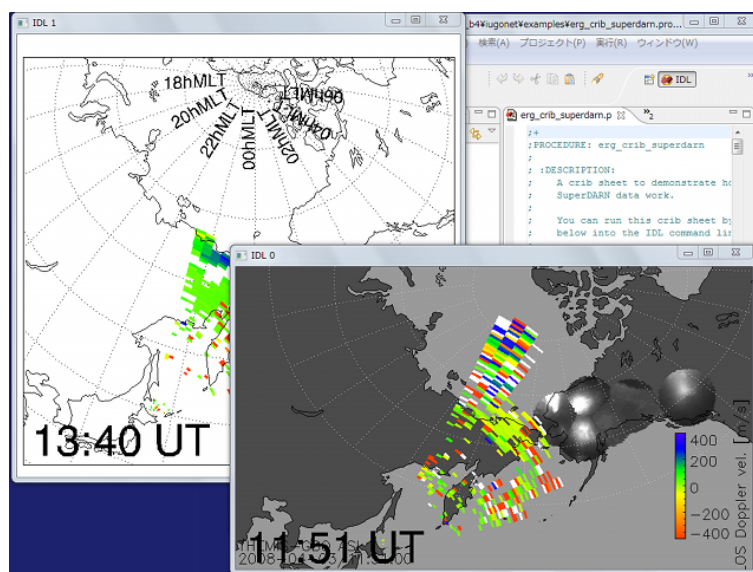 IDL 1
_b4¥iugonet¥examples¥erg_crib_superdarn.pro...
検索(A) プロジェクト(P) 実行(R) ウィンドウ(W)
IDL
18hMLT
20hMLT
22hMLT
00hMLT
02hMLT
04hMLT
06hMLT
erg_crib_superdarn.p
»2
;+
;PROCEDURE: erg_crib_superdarn
;
; :DESCRIPTION:
; A crib sheet to demonstrate ho
; SuperDARN data work.
;
; You can run this crib sheet by
; below into the IDL command lin
13:40 UT
IDL 0
400
200
0
-200
-400
-OS Doppler vel. [m/s]
11:51 UT